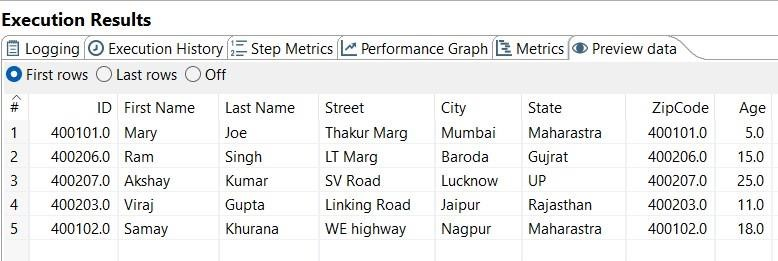 Execution Results
Logging Execution History Step Metrics Performance Graph Metrics Preview data
First rows Last rows Off
# ID First Name Last Name Street City State ZipCode Age
1 400101.0 Mary Joe Thakur Marg Mumbai Maharastra 400101.0 5.0
2 400206.0 Ram Singh LT Marg Baroda Gujrat 400206.0 15.0
3 400207.0 Akshay Kumar SV Road Lucknow UP 400207.0 25.0
4 400203.0 Viraj Gupta Linking Road Jaipur Rajasthan 400203.0 11.0
5 400102.0 Samay Khurana WE highway Nagpur Maharastra 400102.0 18.0